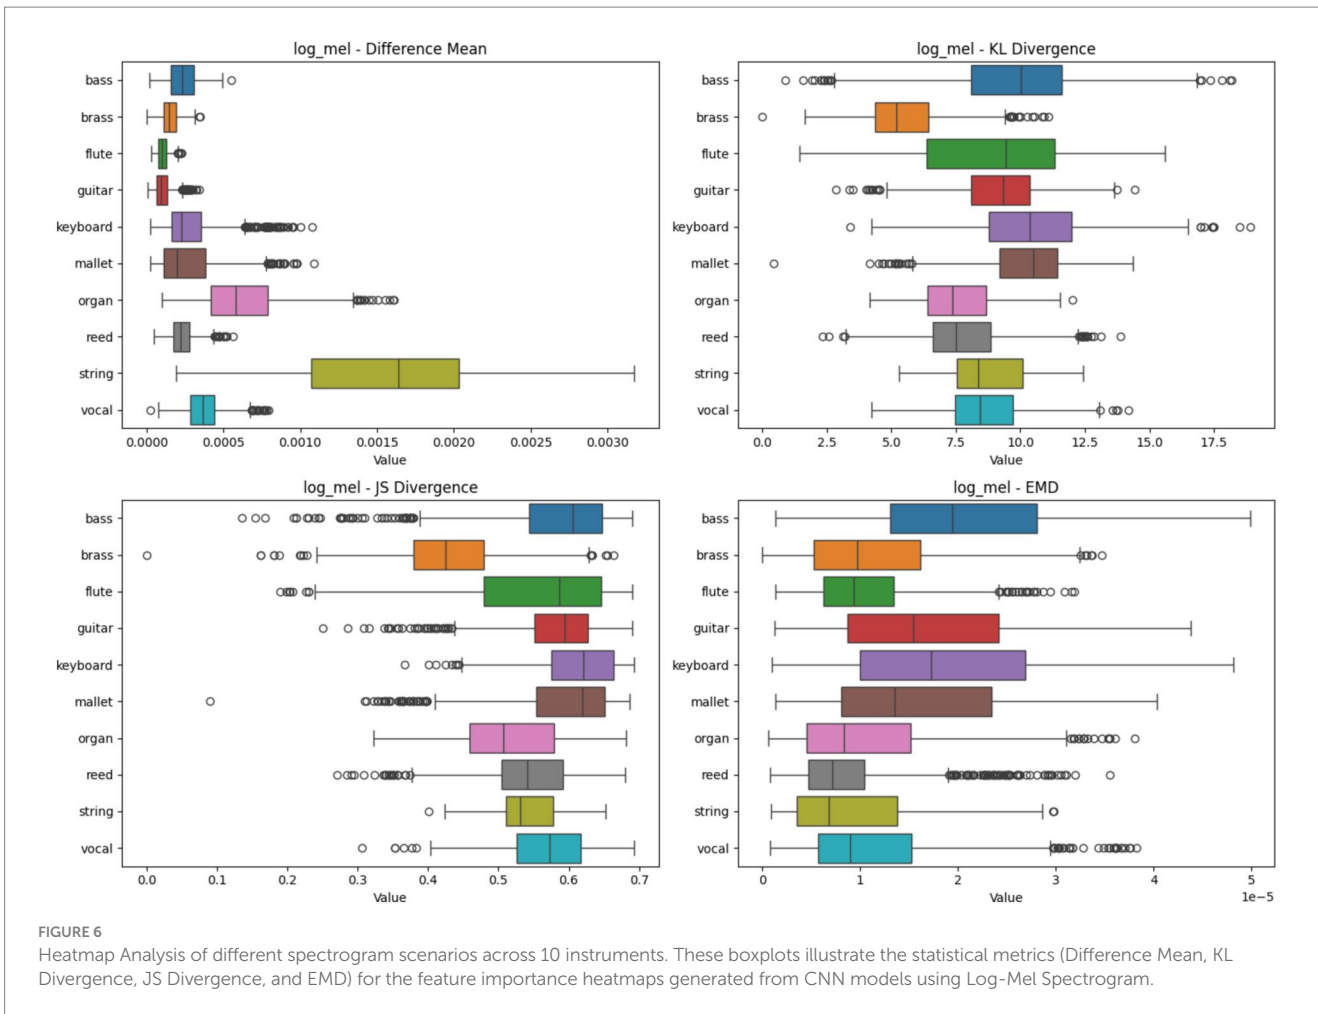 log_mel - Difference Mean
bass
brass
flute
guitar
keyboard
mallet
organ
reed
string
vocal
0.0000 0.0005 0.0010 0.0015 0.0020 0.0025 0.0030
Value
log_mel - KL Divergence
bass
brass
flute
guitar
keyboard
mallet
organ
reed
string
vocal
0.0 2.5 5.0 7.5 10.0 12.5 15.0 17.5
Value
log_mel - JS Divergence
bass
brass
flute
guitar
keyboard
mallet
organ
reed
string
vocal
0.0 0.1 0.2 0.3 0.4 0.5 0.6 0.7
Value
log_mel - EMD
bass
brass
flute
guitar
keyboard
mallet
organ
reed
string
vocal
0 1 2 3 4 5
1e-5
Value
FIGURE 6
Heatmap Analysis of different spectrogram scenarios across 10 instruments. These boxplots illustrate the statistical metrics (Difference Mean, KL
Divergence, JS Divergence, and EMD) for the feature importance heatmaps generated from CNN models using Log-Mel Spectrogram.